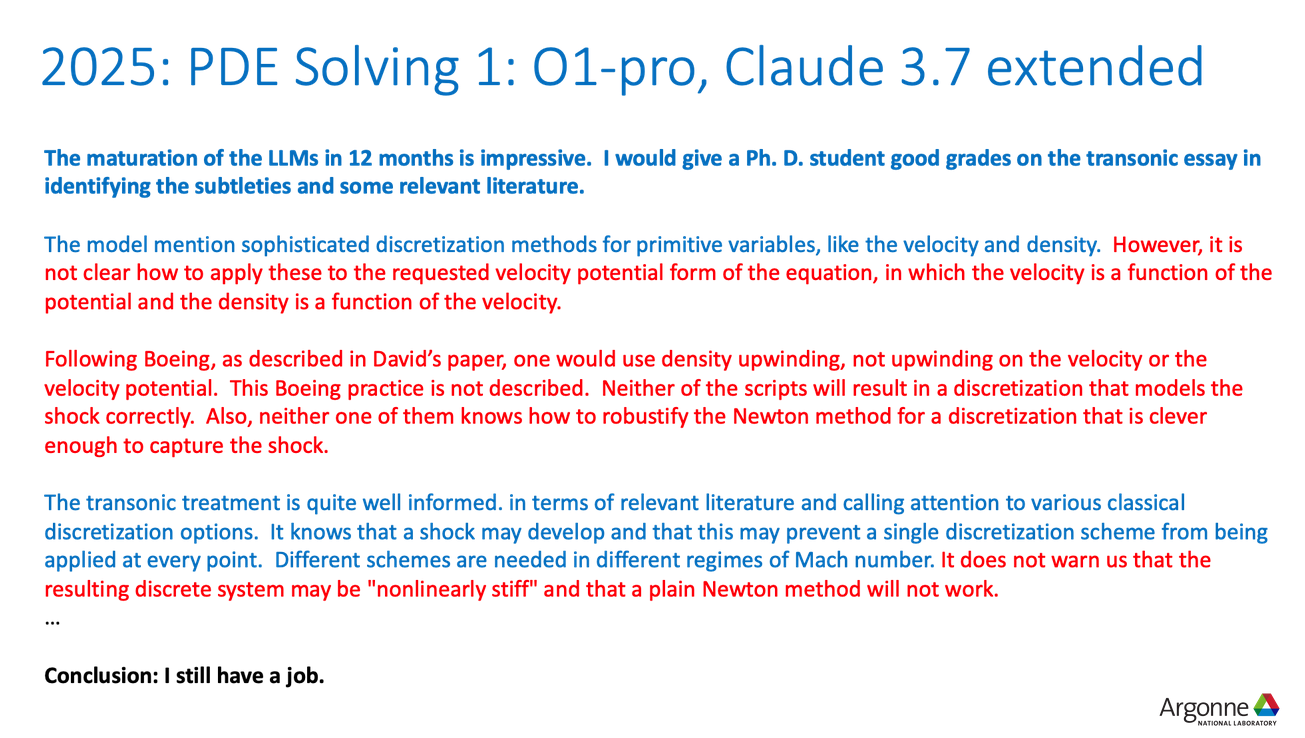 2025: PDE Solving 1: O1-pro, Claude 3.7 extended
The maturation of the LLMs in 12 months is impressive.  I would give a Ph. D. student good grades on the transonic essay in
identifying the subtleties and some relevant literature.
The model mention sophisticated discretization methods for primitive variables, like the velocity and density.  However, it is
not clear how to apply these to the requested velocity potential form of the equation, in which the velocity is a function of the
potential and the density is a function of the velocity.
Following Boeing, as described in David’s paper, one would use density upwinding, not upwinding on the velocity or the
velocity potential.  This Boeing practice is not described.  Neither of the scripts will result in a discretization that models the
shock correctly.  Also, neither one of them knows how to robustify the Newton method for a discretization that is clever
enough to capture the shock.
The transonic treatment is quite well informed. in terms of relevant literature and calling attention to various classical
discretization options.  It knows that a shock may develop and that this may prevent a single discretization scheme from being
applied at every point.  Different schemes are needed in different regimes of Mach number. It does not warn us that the
resulting discrete system may be "nonlinearly stiff" and that a plain Newton method will not work.
…
Conclusion: I still have a job.
Argonne
NATIONAL LABORATORY